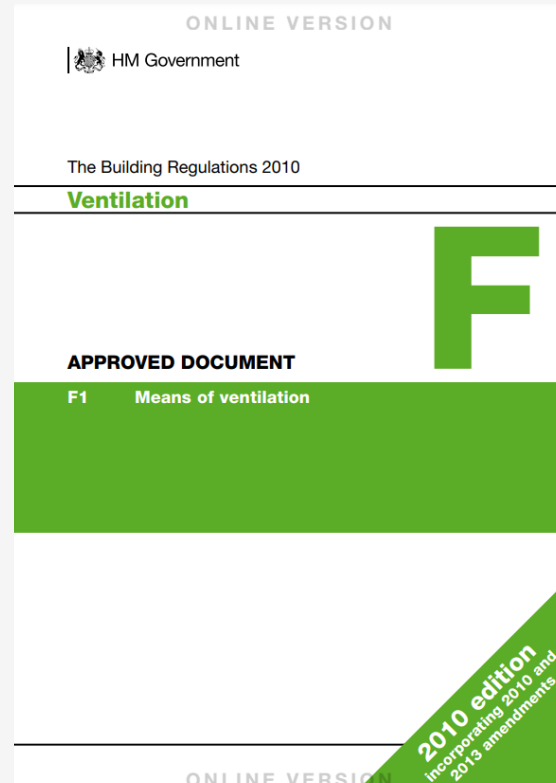 ONLINE VERSION
HM Government
The Building Regulations 2010
Ventilation
F
APPROVED DOCUMENT
F1 Means of ventilation
2010 edition
incorporating 2010 and
2013 amendments
ONLINE VERSION